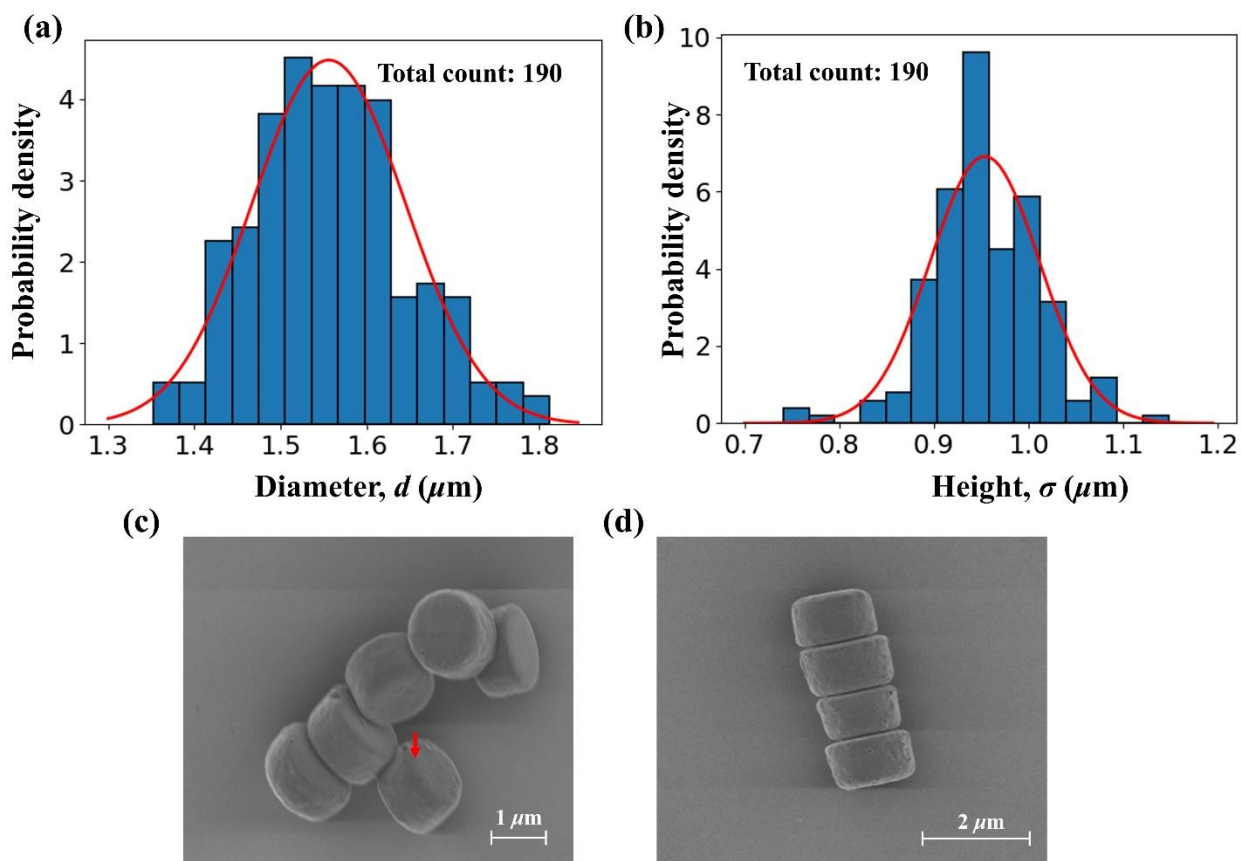 (a)
Total count: 190
Probability density
4
3
2
1
0
1.3 1.4 1.5 1.6 1.7 1.8
Diameter, d (μm)
(b)
Total count: 190
Probability density
10
8
6
4
2
0
0.7 0.8 0.9 1.0 1.1 1.2
Height, σ (μm)
(c)
1 μm
(d)
2 μm